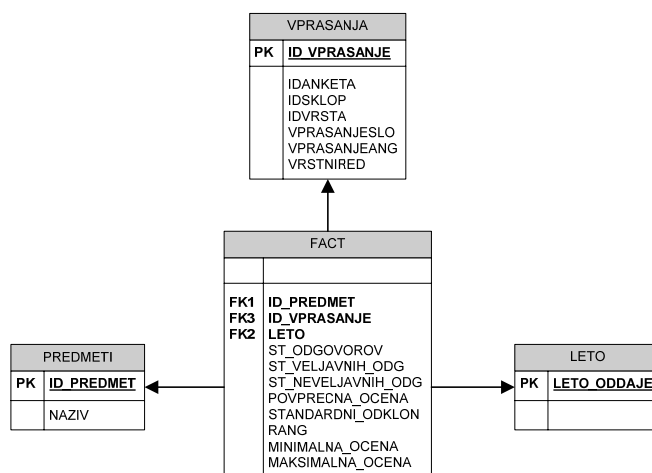 VPRASANJA
PK ID_VPRASANJE
IDANKETA
IDSKLOP
IDVRSTA
VPRASANJESLO
VPRASANJEANG
VRSTNIRED
FACT
FK1 ID_PREDMET
FK3 ID_VPRASANJE
FK2 LETO
ST_ODGOVOROV
ST_VELJAVNIH_ODG
ST_NEVELJAVNIH_ODG
POVPRECNA_OCENA
STANDARDNI_ODKLON
RANG
MINIMALNA_OCENA
MAKSIMALNA_OCENA
PREDMETI
PK ID_PREDMET
NAZIV
LETO
PK LETO_ODDAJE